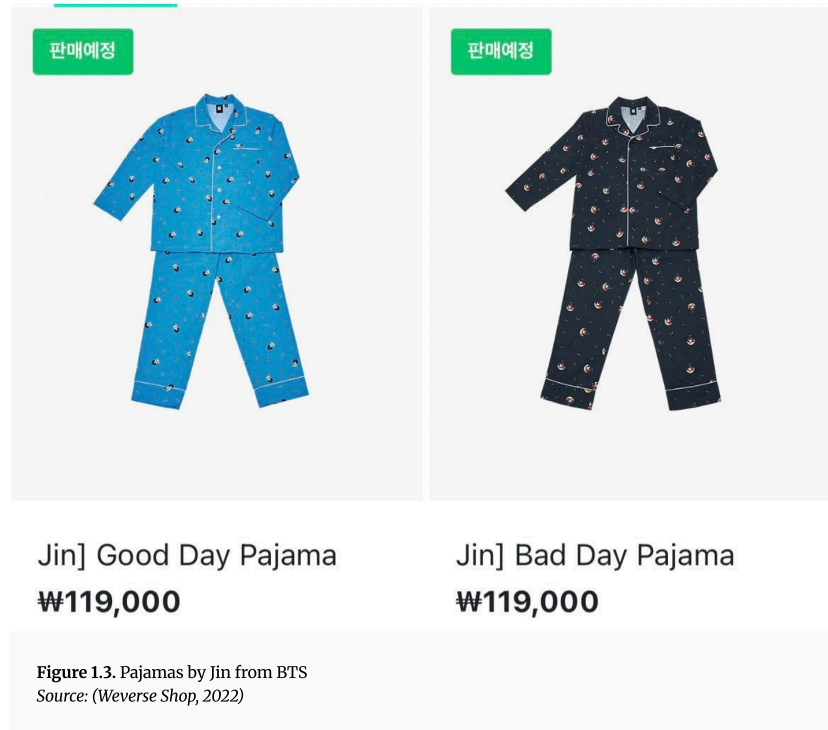 판매예정
판매예정
Jin] Good Day Pajama
₩119,000
Jin] Bad Day Pajama
₩119,000
Figure 1.3. Pajamas by Jin from BTS
Source: (Weverse Shop, 2022)